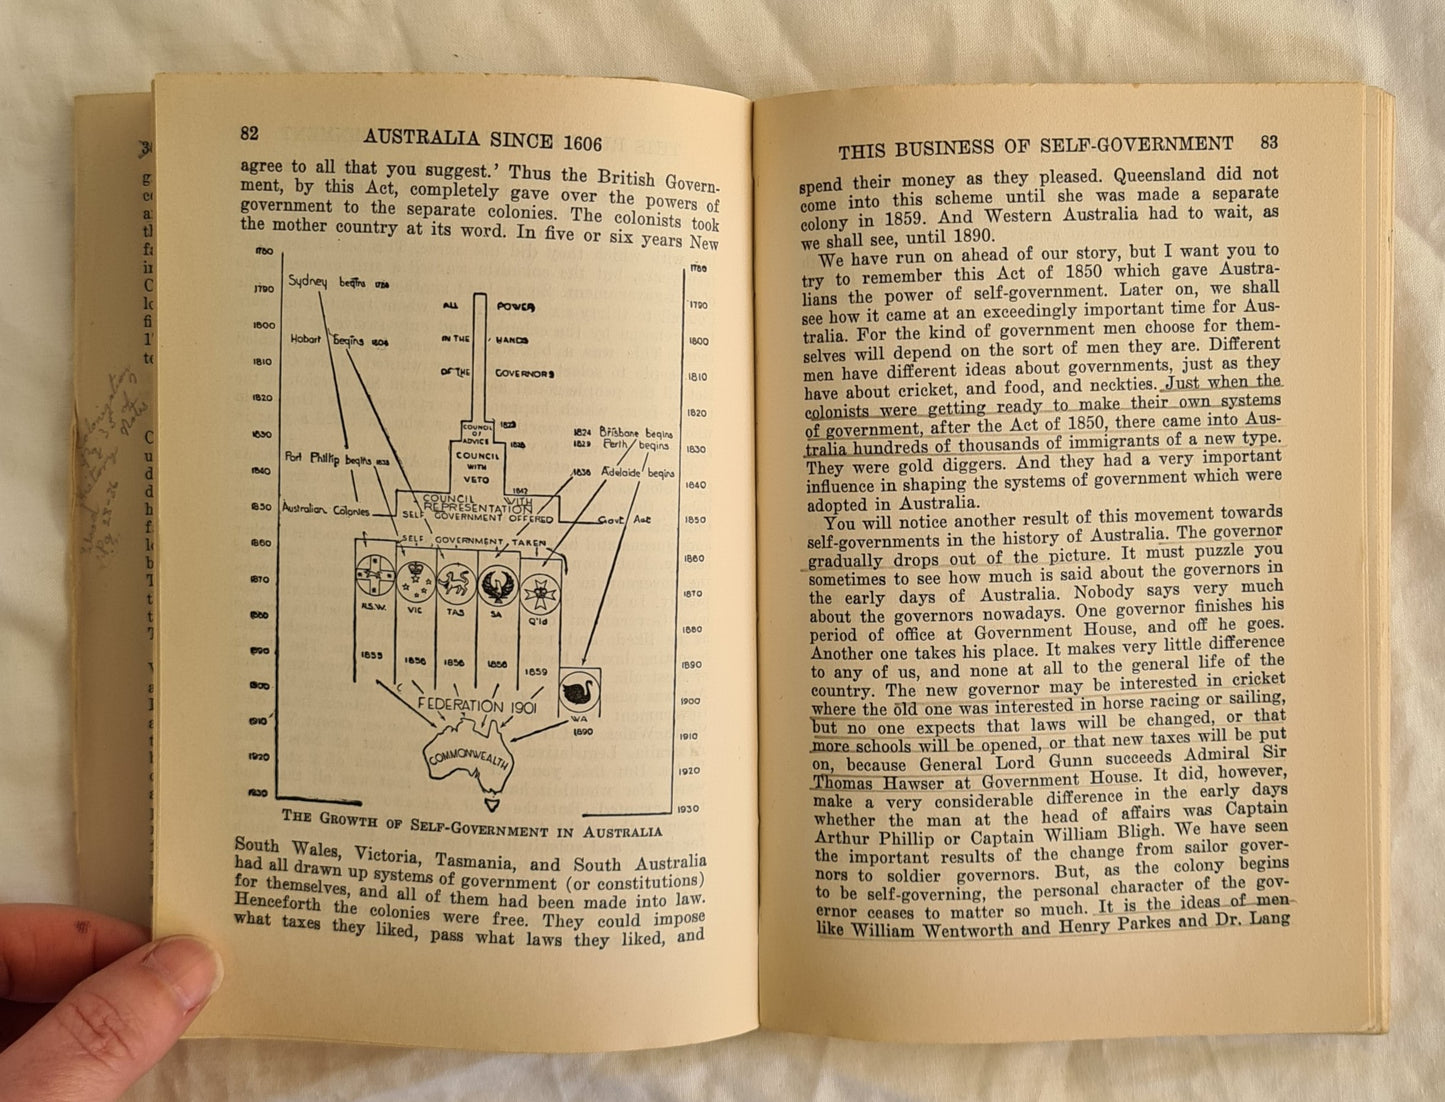 82 AUSTRALIA SINCE 1606
agree to all that you suggest.' Thus the British Govern-
ment, by this Act, completely gave over the powers of
government to the separate colonies. The colonists took
the mother country at its word. In five or six years New
1780
1790
1800
1810
1820
1830
1840
1850
1860
1870
1880
1890
1900
1910
1920
1930
Sydney begins 1788
Hobart begins 1804
Port Phillip begins 1835
Australian Colonies
ALL POWER
IN THE HANDS
OF THE GOVERNORS
COUNCIL
OF
ADVICE
1823
1828
COUNCIL
WITH
VETO
1842
COUNCIL WITH
REPRESENTATION
SELF GOVERNMENT OFFERED
Govt Act
1824 Brisbane begins
1829 Perth begins
1836 Adelaide begins
SELF GOVERNMENT TAKEN
N.S.W.
VIC
TAS
SA
Q'ld
1855
1856
1856
1856
1859
WA
1890
FEDERATION 1901
COMMONWEALTH
1780
1790
1800
1810
1820
1830
1840
1850
1860
1870
1880
1890
1900
1910
1920
1930
THE GROWTH OF SELF-GOVERNMENT IN AUSTRALIA
South Wales, Victoria, Tasmania, and South Australia
had all drawn up systems of government (or constitutions)
for themselves, and all of them had been made into law.
Henceforth the colonies were free. They could impose
what taxes they liked, pass what laws they liked, and
THIS BUSINESS OF SELF-GOVERNMENT 83
spend their money as they pleased. Queensland did not
come into this scheme until she was made a separate
colony in 1859. And Western Australia had to wait, as
we shall see, until 1890.
We have run on ahead of our story, but I want you to
try to remember this Act of 1850 which gave Austra-
lians the power of self-government. Later on, we shall
see how it came at an exceedingly important time for Aus-
tralia. For the kind of government men choose for them-
selves will depend on the sort of men they are. Different
men have different ideas about governments, just as they
have about cricket, and food, and neckties. Just when the
colonists were getting ready to make their own systems
of government, after the Act of 1850, there came into Aus-
tralia hundreds of thousands of immigrants of a new type.
They were gold diggers. And they had a very important
influence in shaping the systems of government which were
adopted in Australia.
You will notice another result of this movement towards
self-governments in the history of Australia. The governor
gradually drops out of the picture. It must puzzle you
sometimes to see how much is said about the governors in
the early days of Australia. Nobody says very much
about the governors nowadays. One governor finishes his
period of office at Government House, and off he goes.
Another one takes his place. It makes very little difference
to any of us, and none at all to the general life of the
country. The new governor may be interested in cricket
where the old one was interested in horse racing or sailing,
but no one expects that laws will be changed, or that
more schools will be opened, or that new taxes will be put
on, because General Lord Gunn succeeds Admiral Sir
Thomas Hawser at Government House. It did, however,
make a very considerable difference in the early days
whether the man at the head of affairs was Captain
Arthur Phillip or Captain William Bligh. We have seen
the important results of the change from sailor gover-
nors to soldier governors. But, as the colony begins
to be self-governing, the personal character of the gov-
ernor ceases to matter so much. It is the ideas of men
like William Wentworth and Henry Parkes and Dr. Lang